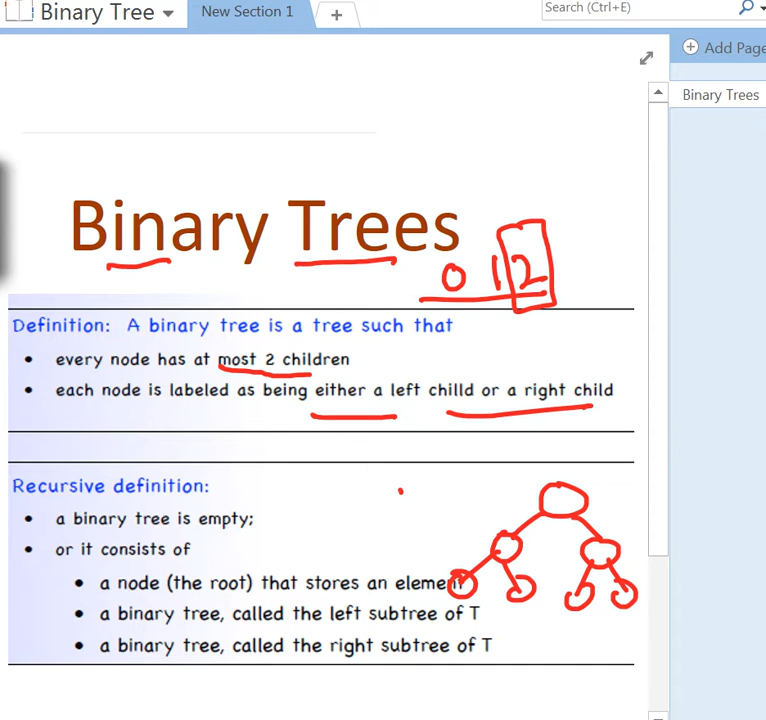 Binary Tree
New Section 1
+
Search (Ctrl+E)
Add Page
Binary Trees
Binary Trees
0 1 2
Definition: A binary tree is a tree such that
• every node has at most 2 children
• each node is labeled as being either a left chilld or a right child
Recursive definition:
• a binary tree is empty;
• or it consists of
• a node (the root) that stores an element
• a binary tree, called the left subtree of T
• a binary tree, called the right subtree of T